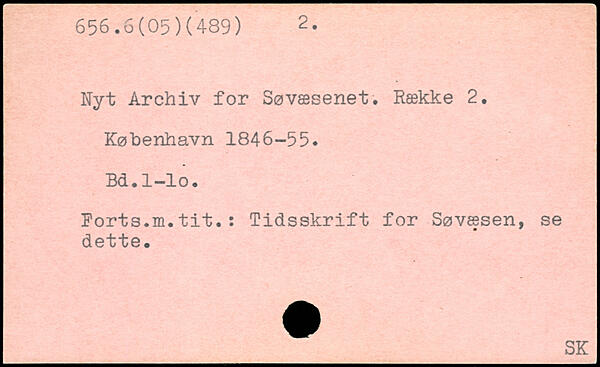 656.6(05)(489) 2.
Nyt Archiv for Søvæsenet. Række 2.
København 1846-55.
Bd.1-lo.
Forts.m.tit.: Tidsskrift for Søvæsen, se
dette.
SK